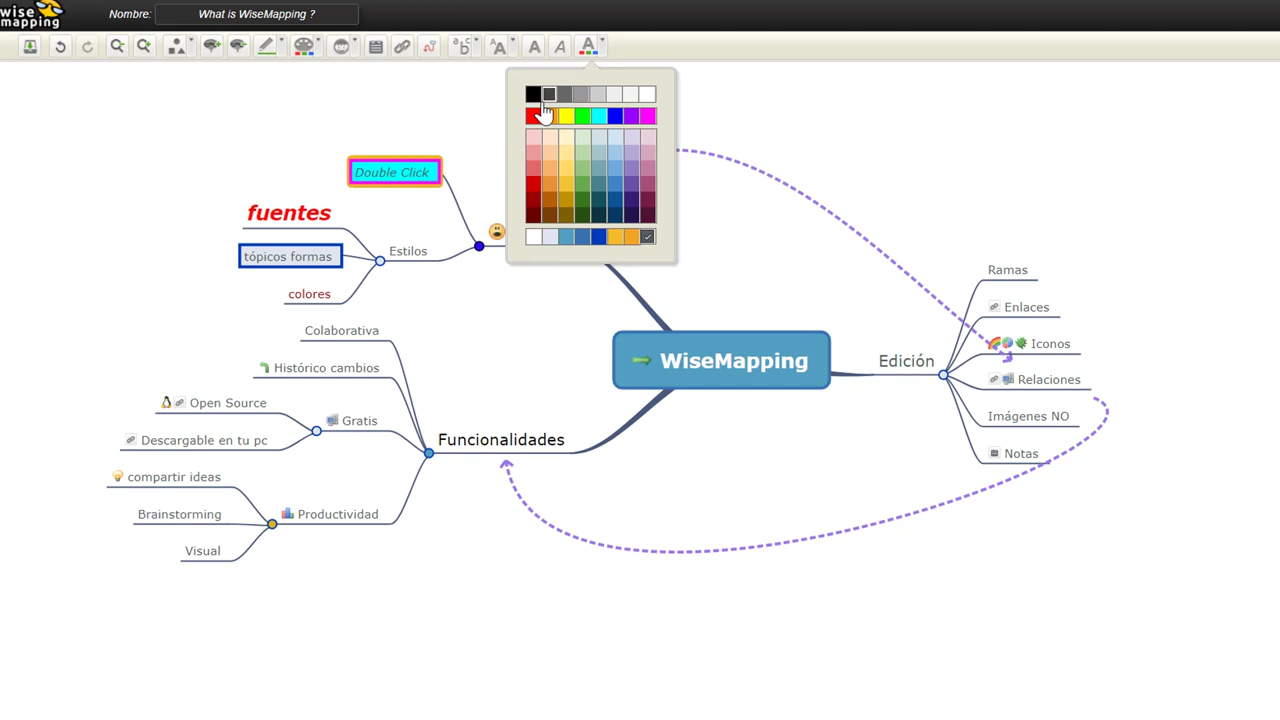 wise
mapping
Nombre: What is WiseMapping ?
Double Click
fuentes
tópicos formas
colores
Estilos
WiseMapping
Edición
Ramas
Enlaces
Iconos
Relaciones
Imágenes NO
Notas
Colaborativa
Histórico cambios
Open Source
Descargable en tu pc
Gratis
Funcionalidades
compartir ideas
Brainstorming
Visual
Productividad